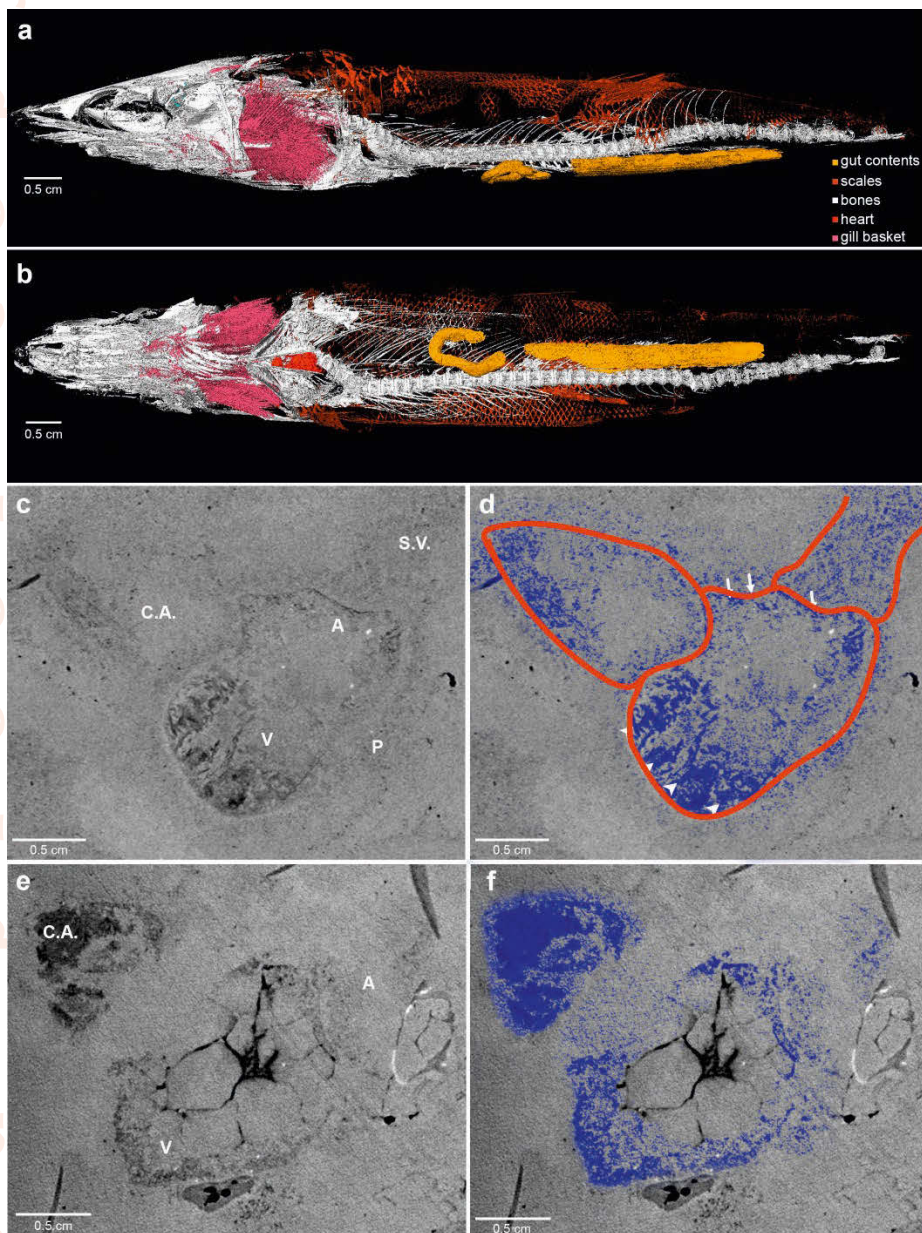 a
0.5 cm
gut contents
scales
bones
heart
gill basket
b
0.5 cm
c
S.V.
C.A.
A
V
P
0.5 cm
d
0.5 cm
e
C.A.
A
V
0.5 cm
f
0.5 cm